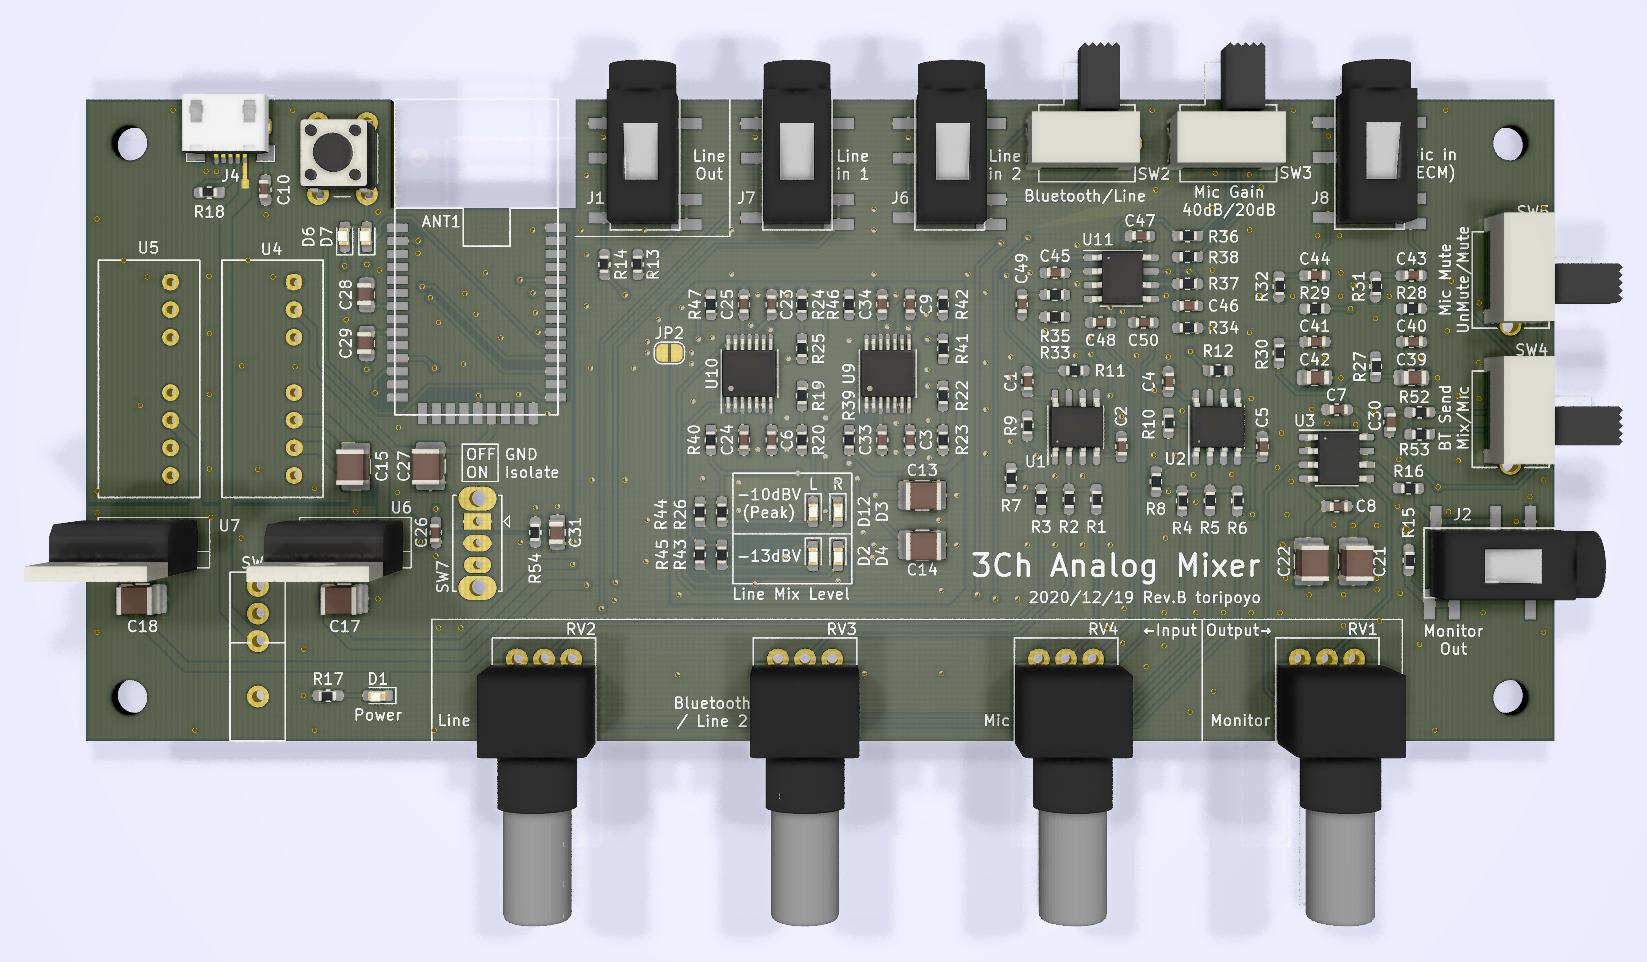 J4
R18
C10
D6
D7
U5
U4
C28
C29
ANT1
J1
Line
Out
J7
Line
in 1
J6
Line
in 2
SW2
Bluetooth/Line
SW3
Mic Gain
40dB/20dB
J8
ic in
ECM)
R14
R13
JP2
R47
C25
C23
R24
R46
C34
C9
R42
U10
R25
R19
R39
U9
R41
R22
R40
C24
C6
R20
C33
C3
R23
C47
U11
R36
R38
C49
C45
R37
C46
R35
R33
C48
C50
R34
R32
C44
R29
R31
C43
R28
C41
C40
R30
C42
R27
C39
Mic Mute
UnMute/Mute
SW5
SW4
BT Send
Mix/Mic
R12
C1
R11
C4
R9
U1
C2
R10
U2
C5
C7
U3
C30
R52
R53
R16
R7
R3
R2
R1
R8
R4
R5
R6
C8
R15
J2
C22
C21
Monitor
Out
C15
C27
OFF
ON
GND
Isolate
U7
U6
C26
SW7
R54
C31
SW
C18
C17
R44
R26
R45
R43
L R
-10dBV
(Peak)
-13dBV
D12
D3
D2
D4
Line Mix Level
C13
C14
3Ch Analog Mixer
2020/12/19 Rev.B toripoyo
R17
D1
Power
RV2
RV3
RV4
←Input
Output→
RV1
Line
Bluetooth
/ Line 2
Mic
Monitor